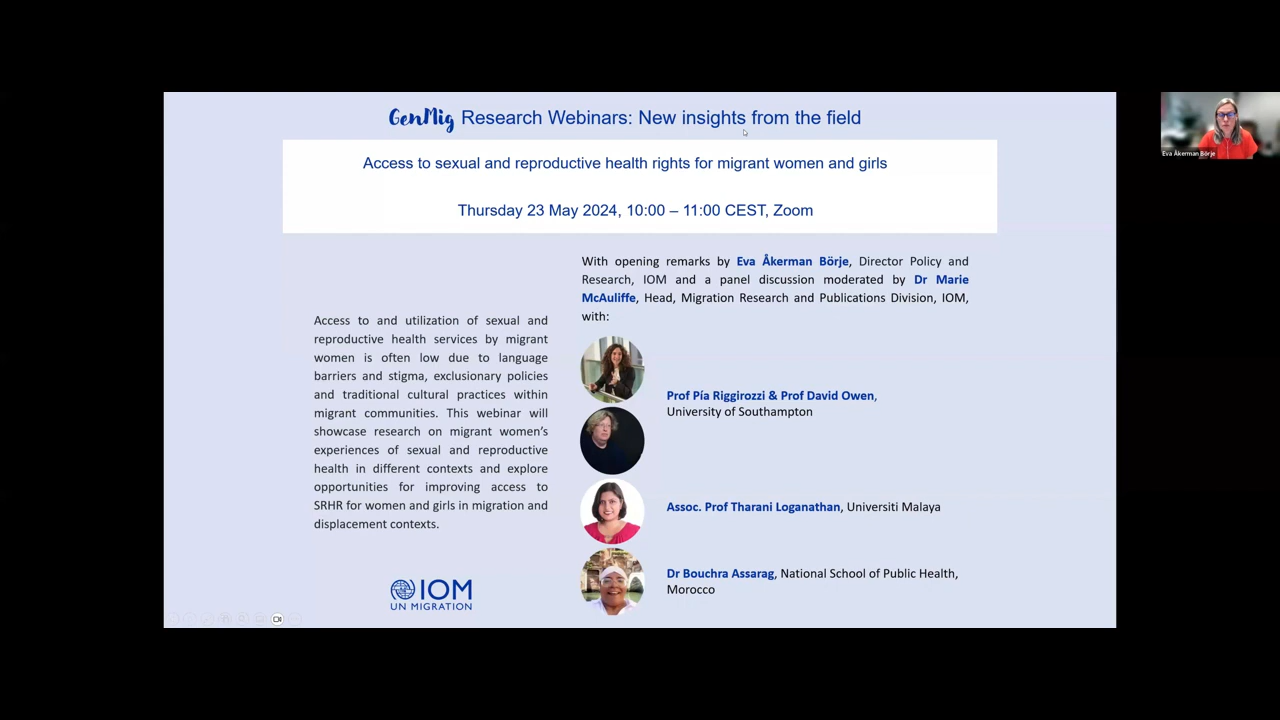 GenMig Research Webinars: New insights from the field
Access to sexual and reproductive health rights for migrant women and girls
Thursday 23 May 2024, 10:00 – 11:00 CEST, Zoom
Access to and utilization of sexual and
reproductive health services by migrant
women is often low due to language
barriers and stigma, exclusionary policies
and traditional cultural practices within
migrant communities. This webinar will
showcase research on migrant women's
experiences of sexual and reproductive
health in different contexts and explore
opportunities for improving access to
SRHR for women and girls in migration and
displacement contexts.
IOM
UN MIGRATION
With opening remarks by Eva Åkerman Börje, Director Policy and
Research, IOM and a panel discussion moderated by Dr Marie
McAuliffe, Head, Migration Research and Publications Division, IOM,
with:
Prof Pía Riggirozzi & Prof David Owen,
University of Southampton
Assoc. Prof Tharani Loganathan, Universiti Malaya
Dr Bouchra Assarag, National School of Public Health,
Morocco
Eva Åkerman Börje